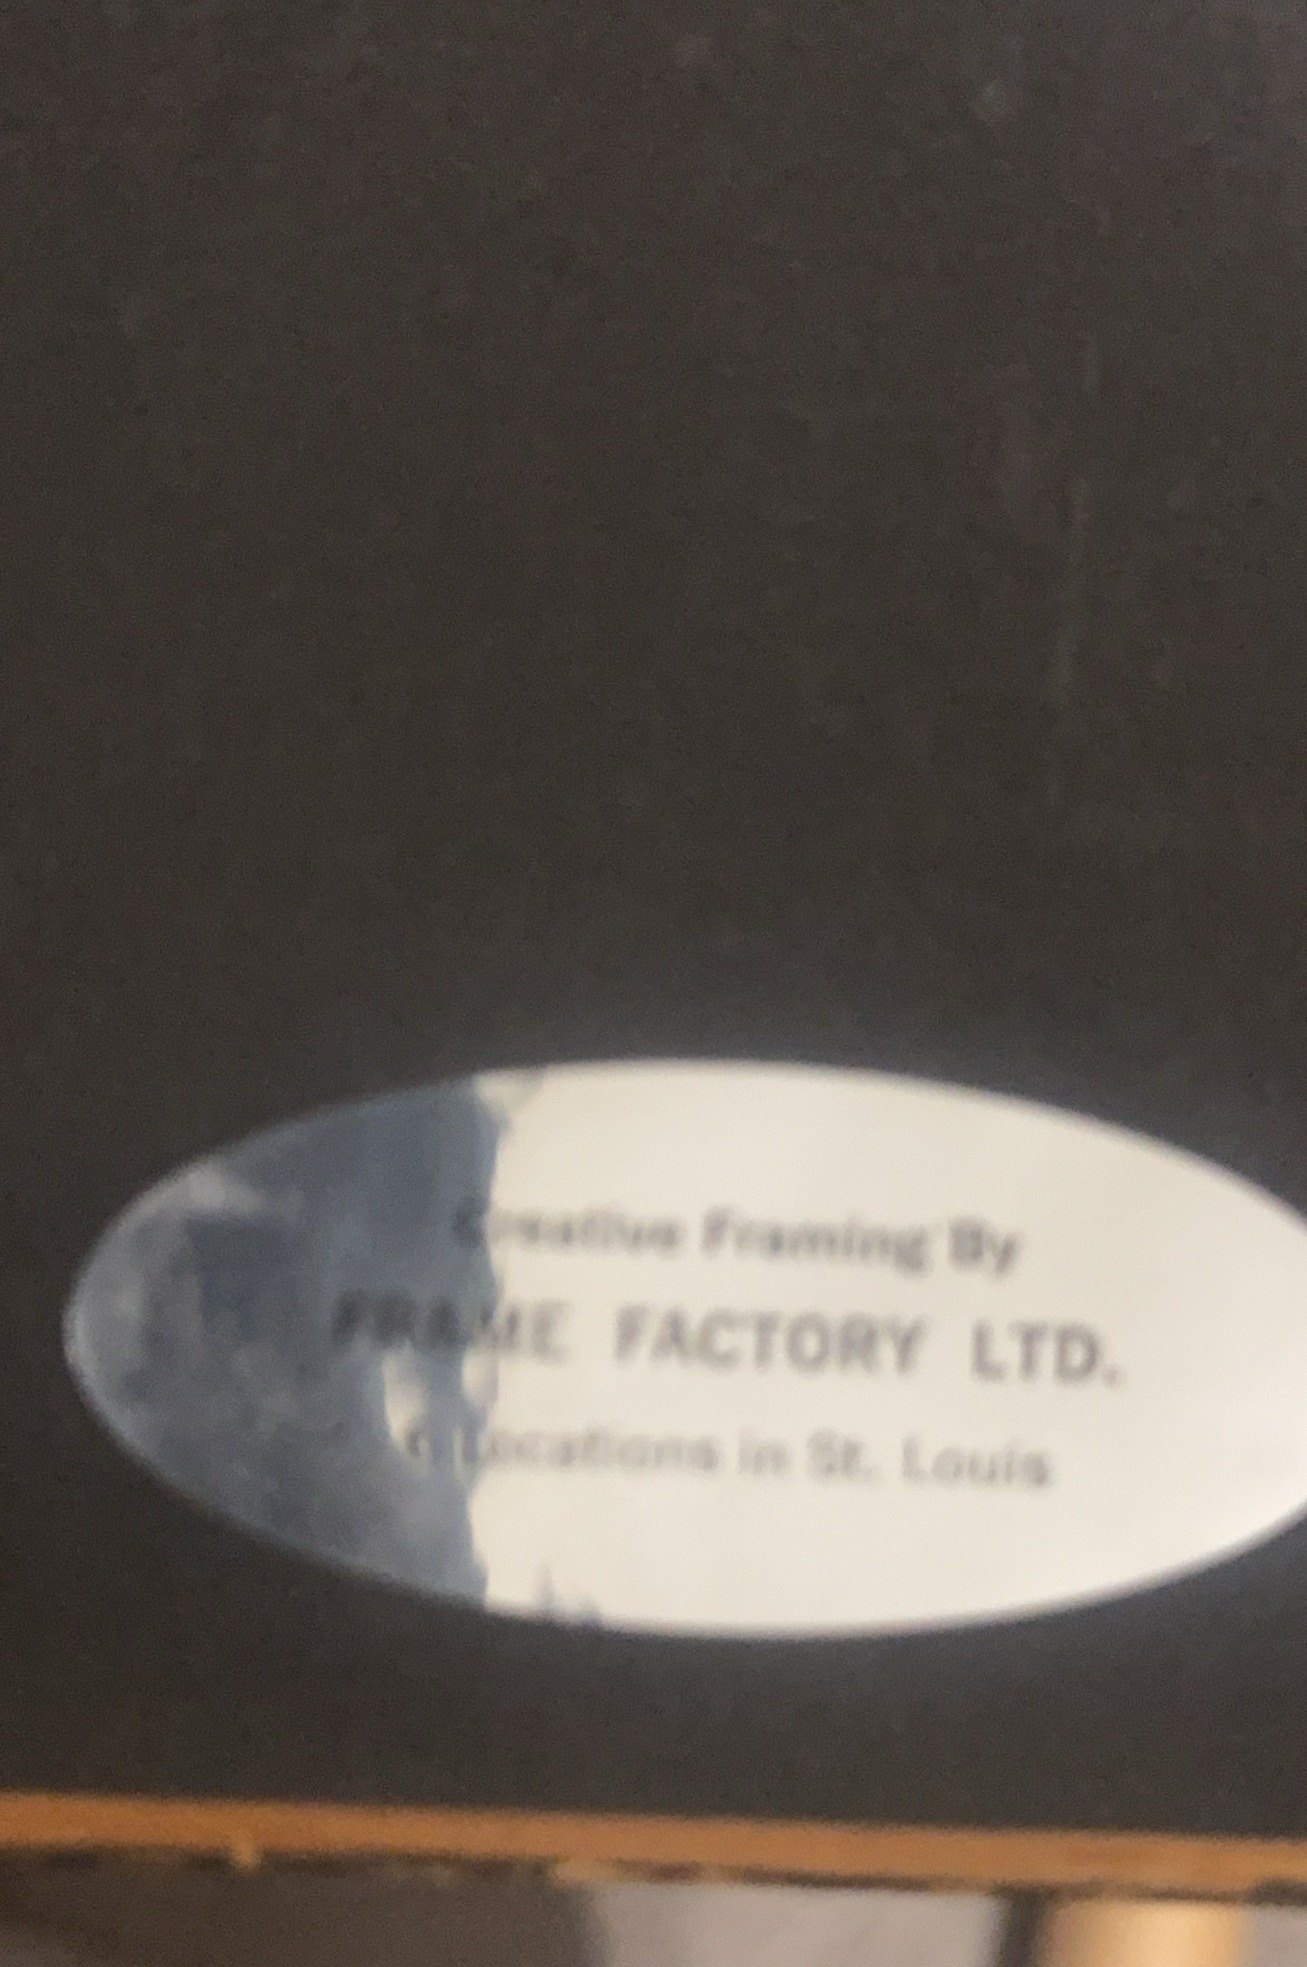 Creative Framing By
FRAME FACTORY LTD.
Locations in St. Louis